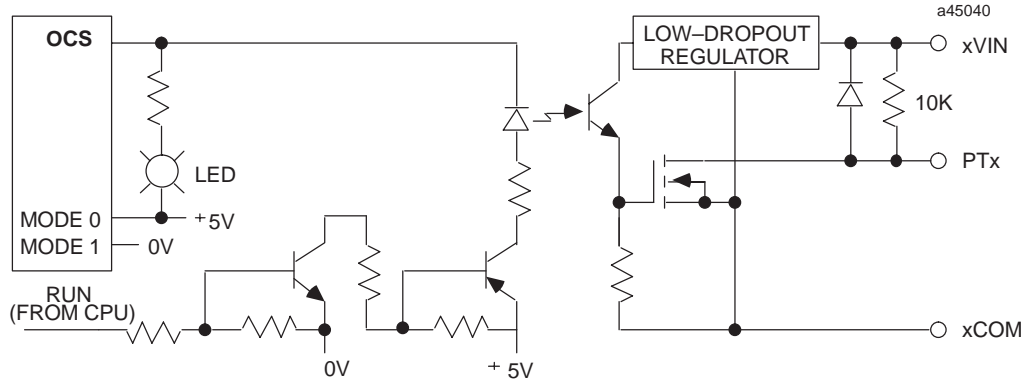 a45040
OCS
LOW–DROPOUT
REGULATOR
xVIN
10K
PTx
LED
MODE 0
+5V
MODE 1
0V
RUN
(FROM CPU)
0V
+ 5V
xCOM